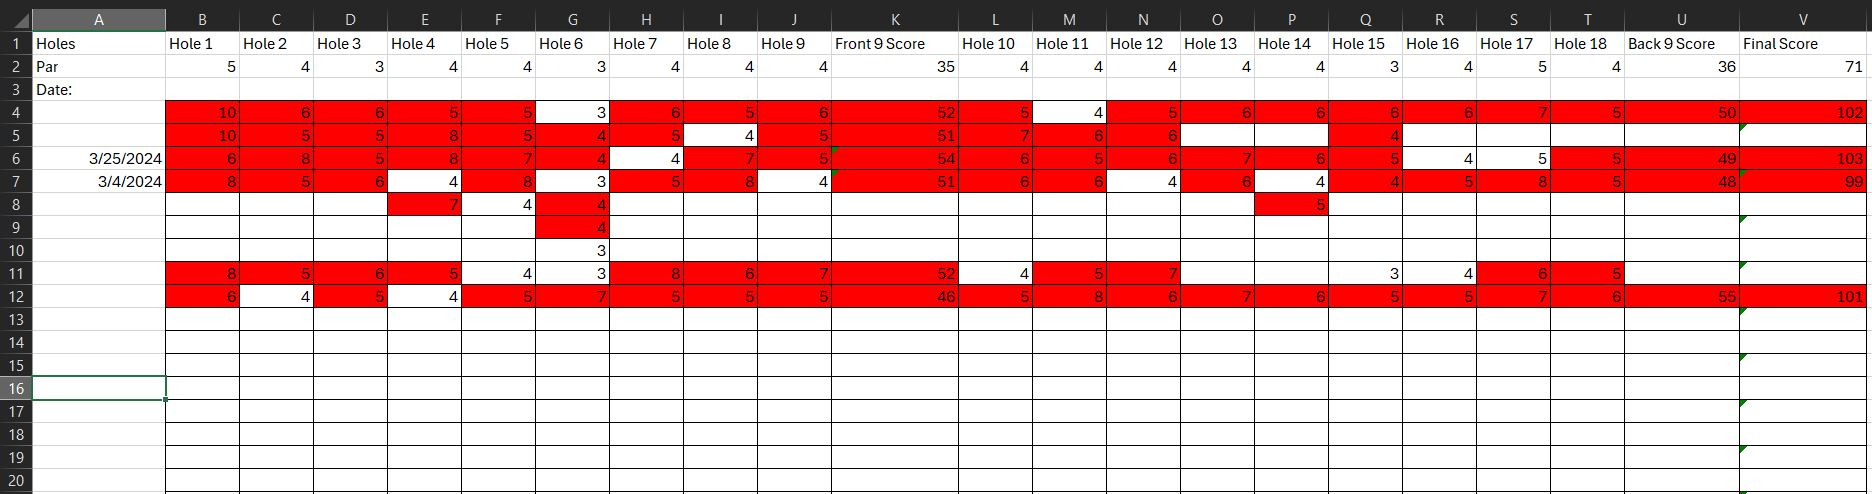 A B C D E F G H I J K L M N O P Q R S T U V
1 Holes Hole 1 Hole 2 Hole 3 Hole 4 Hole 5 Hole 6 Hole 7 Hole 8 Hole 9 Front 9 Score Hole 10 Hole 11 Hole 12 Hole 13 Hole 14 Hole 15 Hole 16 Hole 17 Hole 18 Back 9 Score Final Score
2 Par 5 4 3 4 4 3 4 4 4 35 4 4 4 4 4 3 4 5 4 36 71
3 Date:
4 10 6 6 5 5 3 6 5 6 52 5 4 5 6 6 6 6 7 5 50 102
5 10 5 5 8 5 4 5 4 5 51 7 6 6 4
6 3/25/2024 6 8 5 8 7 4 4 7 5 54 6 5 6 7 6 5 4 5 5 49 103
7 3/4/2024 8 5 6 4 8 3 5 8 4 51 6 6 4 6 4 4 5 8 5 48 99
8 7 4 4 5
9 4
10 3
11 8 5 6 5 4 3 8 6 7 52 4 5 7 3 4 6 5
12 6 4 5 4 5 7 5 5 5 46 5 8 6 7 6 5 5 7 6 55 101
13
14
15
16
17
18
19
20